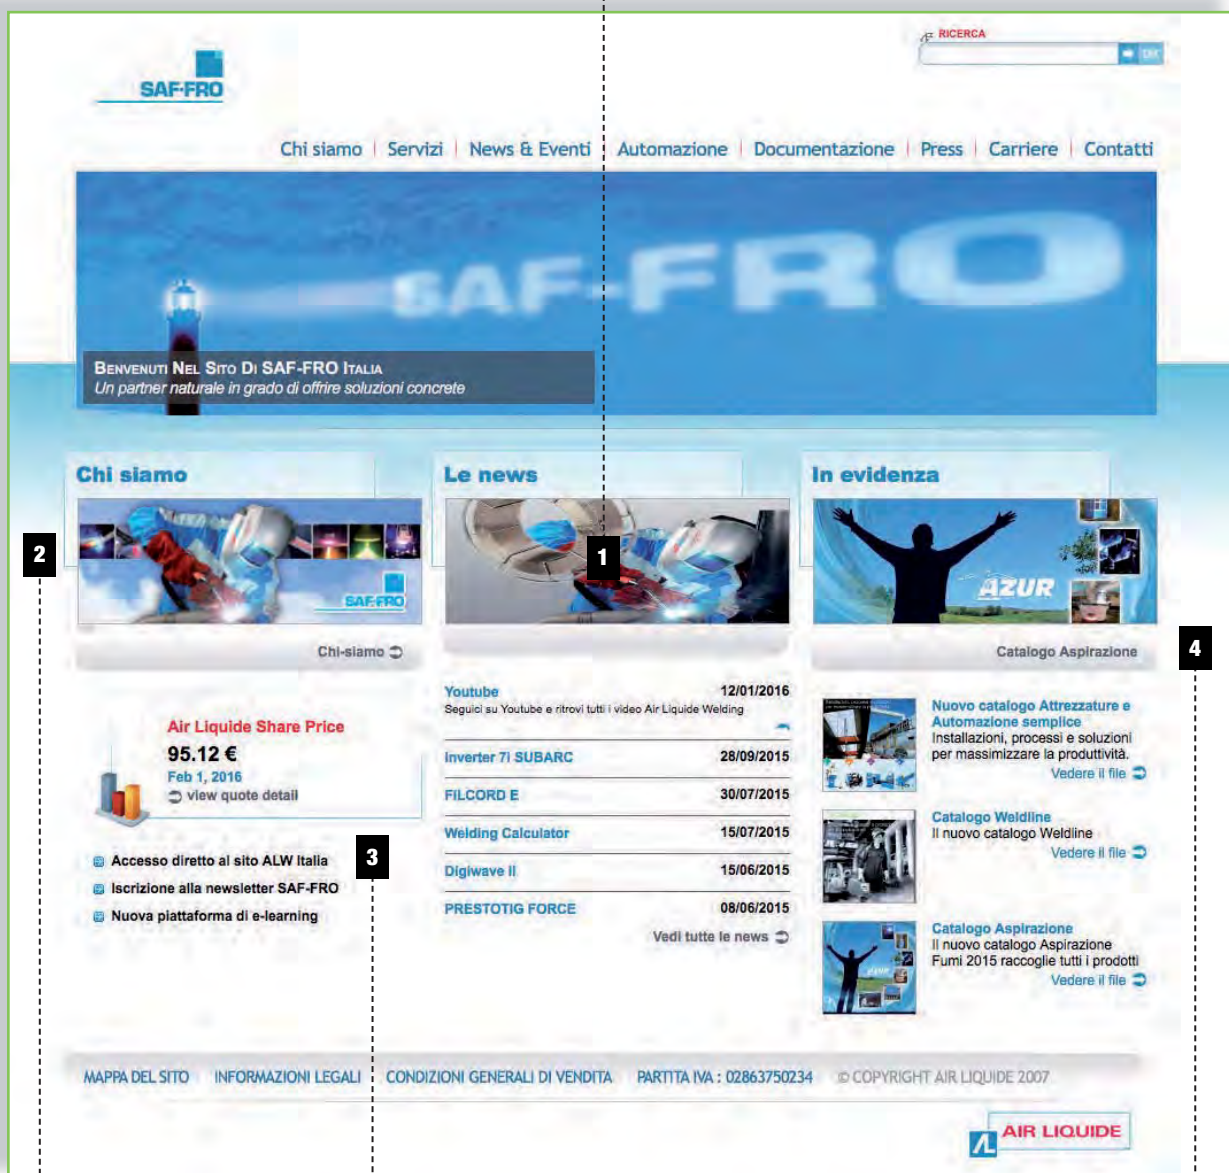 RICERCA
OK
SAF-FRO
Chi siamo | Servizi | News & Eventi | Automazione | Documentazione | Press | Carriere | Contatti
SAF-FRO
BENVENUTI NEL SITO DI SAF-FRO ITALIA
Un partner naturale in grado di offrire soluzioni concrete
Chi siamo
SAF-FRO
Chi-siamo
2
Air Liquide Share Price
95.12 €
Feb 1, 2016
view quote detail
Accesso diretto al sito ALW Italia
Iscrizione alla newsletter SAF-FRO
Nuova piattaforma di e-learning
3
Le news
1
Youtube 12/01/2016
Seguici su Youtube e ritrovi tutti i video Air Liquide Welding
Inverter 7i SUBARC 28/09/2015
FILCORD E 30/07/2015
Welding Calculator 15/07/2015
Digiwave II 15/06/2015
PRESTOTIG FORCE 08/06/2015
Vedi tutte le news
In evidenza
AZUR
Catalogo Aspirazione
4
Nuovo catalogo Attrezzature e
Automazione semplice
Installazioni, processi e soluzioni
per massimizzare la produttività.
Vedere il file
Catalogo Weldline
Il nuovo catalogo Weldline
Vedere il file
Catalogo Aspirazione
Il nuovo catalogo Aspirazione
Fumi 2015 raccoglie tutti i prodotti
Vedere il file
AZUR
MAPPA DEL SITO INFORMAZIONI LEGALI CONDIZIONI GENERALI DI VENDITA PARTITA IVA : 02863750234 © COPYRIGHT AIR LIQUIDE 2007
AIR LIQUIDE